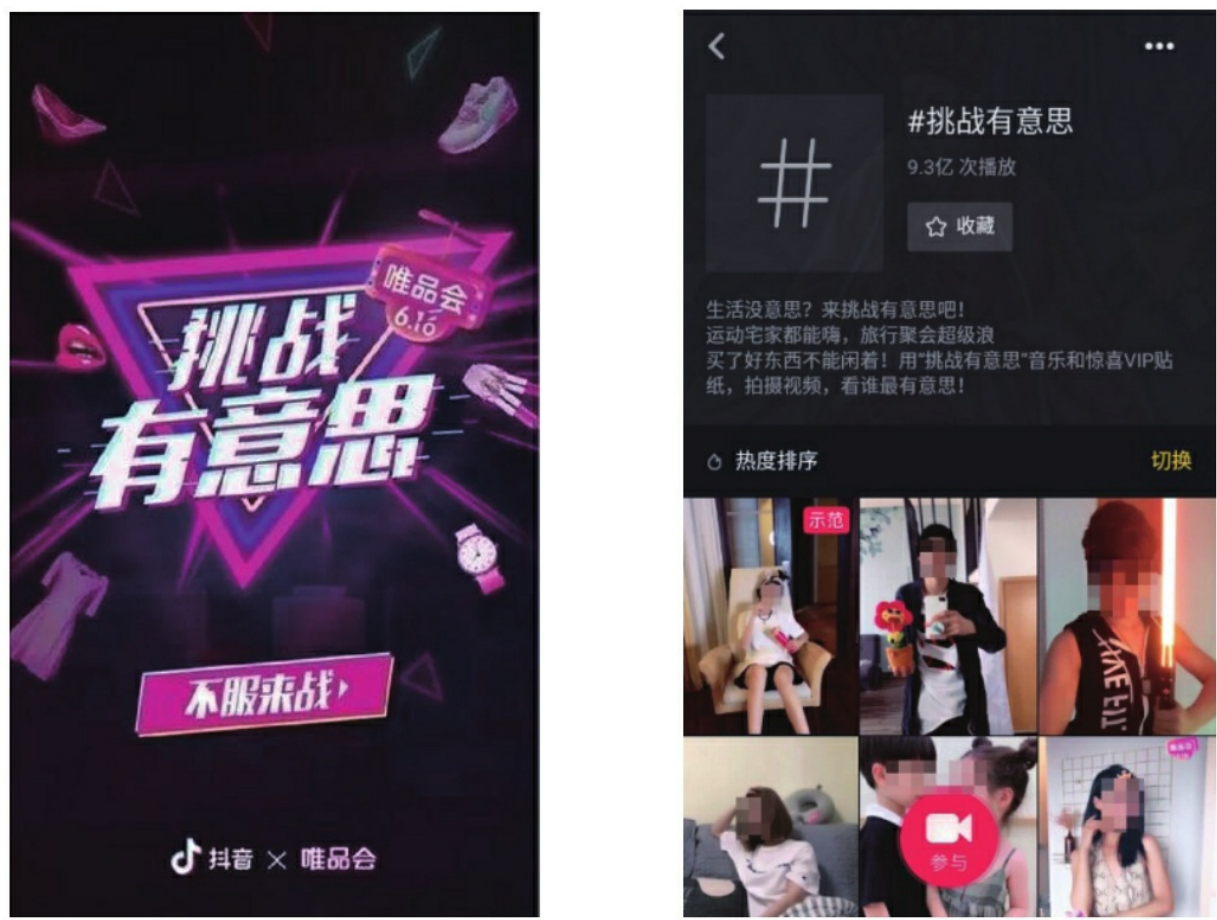 唯品会
6.16
挑战
有意思
不服来战
抖音 × 唯品会
#挑战有意思
9.3亿 次播放
收藏
生活没意思？来挑战有意思吧！
运动宅家都能嗨，旅行聚会超级浪
买了好东西不能闲着！用“挑战有意思”音乐和惊喜VIP贴
纸，拍摄视频，看谁最有意思！
热度排序
切换
示范
参与